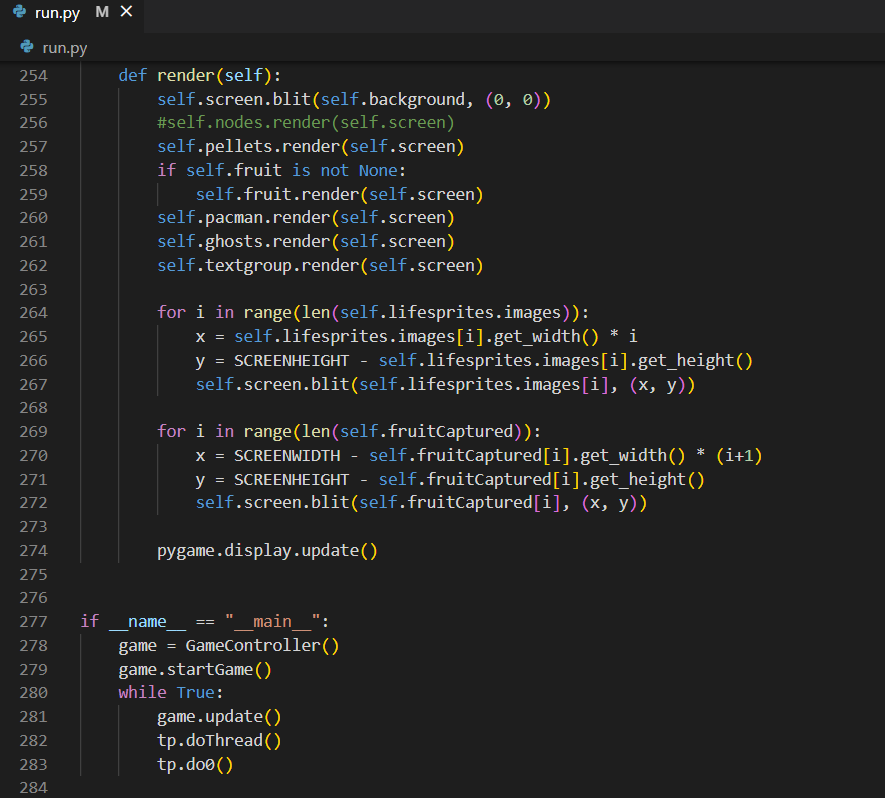 run.py M ×
run.py
254 def render(self):
255 self.screen.blit(self.background, (0, 0))
256 #self.nodes.render(self.screen)
257 self.pellets.render(self.screen)
258 if self.fruit is not None:
259 self.fruit.render(self.screen)
260 self.pacman.render(self.screen)
261 self.ghosts.render(self.screen)
262 self.textgroup.render(self.screen)
263
264 for i in range(len(self.lifesprites.images)):
265 x = self.lifesprites.images[i].get_width() * i
266 y = SCREENHEIGHT - self.lifesprites.images[i].get_height()
267 self.screen.blit(self.lifesprites.images[i], (x, y))
268
269 for i in range(len(self.fruitCaptured)):
270 x = SCREENWIDTH - self.fruitCaptured[i].get_width() * (i+1)
271 y = SCREENHEIGHT - self.fruitCaptured[i].get_height()
272 self.screen.blit(self.fruitCaptured[i], (x, y))
273
274 pygame.display.update()
275
276
277 if __name__ == "__main__":
278 game = GameController()
279 game.startGame()
280 while True:
281 game.update()
282 tp.doThread()
283 tp.do0()
284